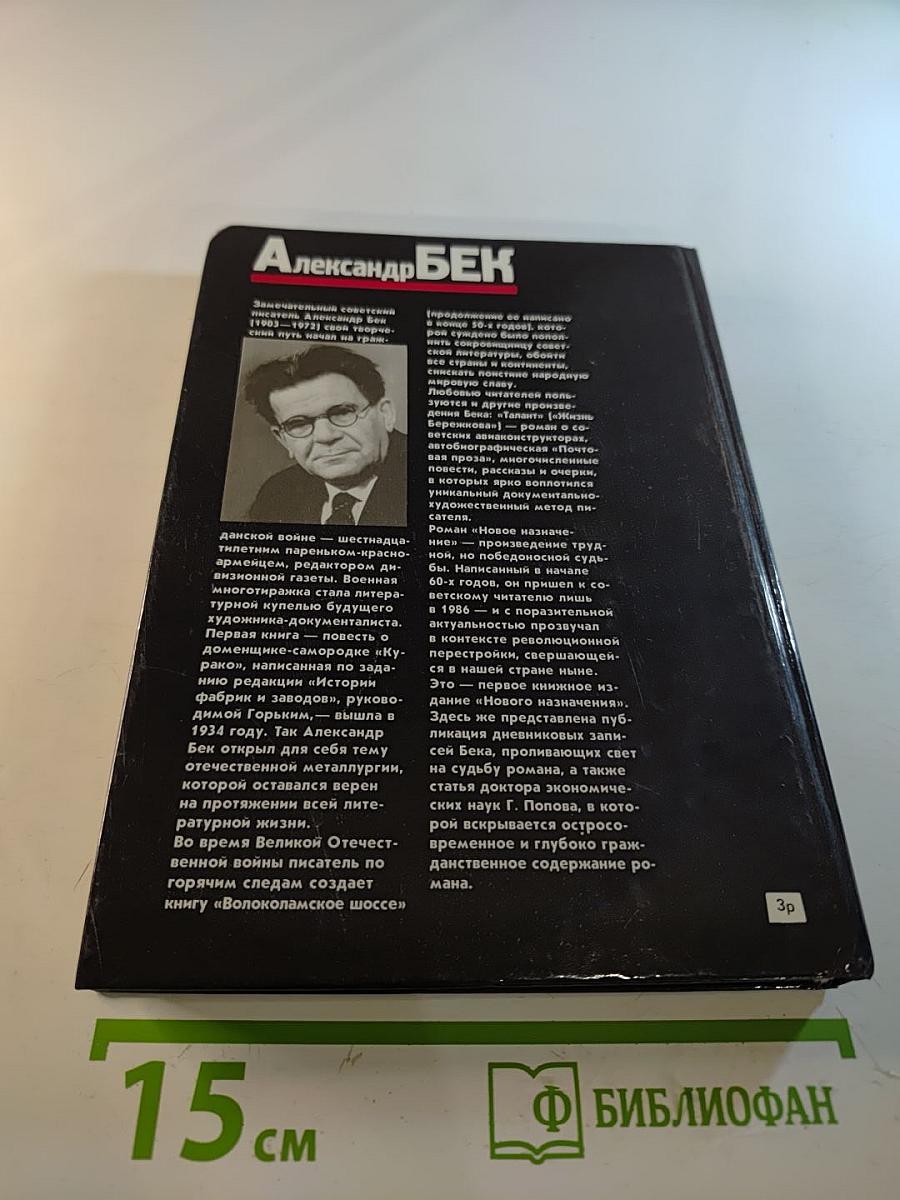 Александр БЕК
Замечательный советский
писатель Александр Бек
(1903—1972) свой творче-
ский путь начал на граж-
данской войне — шестнадца-
тилетним пареньком-красно-
армейцем, редактором ди-
визионной газеты. Военная
многотиражка стала литера-
турной купелью будущего
художника-документалиста.
Первая книга — повесть о
доменщике-самородке «Ку-
рако», написанная по зада-
нию редакции «Истории
фабрик и заводов», руково-
димой Горьким,— вышла в
1934 году. Так Александр
Бек открыл для себя тему
отечественной металлургии,
которой оставался верен
на протяжении всей лите-
ратурной жизни.
Во время Великой Отечест-
венной войны писатель по
горячим следам создает
книгу «Волоколамское шоссе»
(продолжение ее написано
в конце 50-х годов), кото-
рой суждено было попол-
нить сокровищницу совет-
ской литературы, обойти
все страны и континенты,
снискать поистине народную
мировую славу.
Любовью читателей поль-
зуются и другие произве-
дения Бека: «Талант» («Жизнь
Бережкова») — роман о со-
ветских авиаконструкторах,
автобиографическая «Почто-
вая проза», многочисленные
повести, рассказы и очерки,
в которых ярко воплотился
уникальный документально-
художественный метод пи-
сателя.
Роман «Новое назначе-
ние» — произведение труд-
ной, но победоносной судь-
бы. Написанный в начале
60-х годов, он пришел к со-
ветскому читателю лишь
в 1986 — и с поразительной
актуальностью прозвучал
в контексте революционной
перестройки, свершающей-
ся в нашей стране ныне.
Это — первое книжное из-
дание «Нового назначения».
Здесь же представлена пуб-
ликация дневниковых запи-
сей Бека, проливающих свет
на судьбу романа, а также
статья доктора экономиче-
ских наук Г. Попова, в кото-
рой вскрывается остросо-
временное и глубоко граж-
данственное содержание ро-
мана.
3р
15 см
Ф БИБЛИОФАН